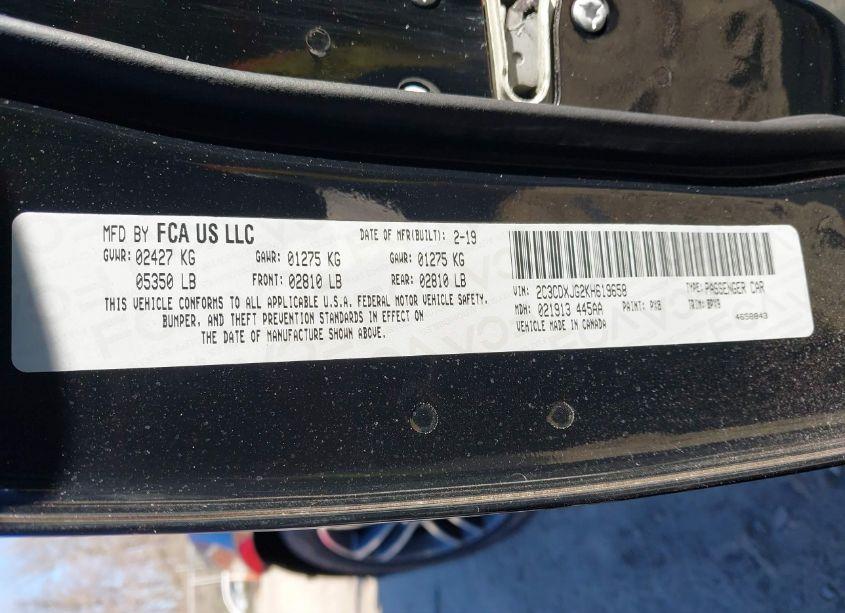 MFD BY FCA US LLC DATE OF MFR(BUILT): 2-19
GVWR: 02427 KG GAWR: 01275 KG GAWR: 01275 KG
05350 LB FRONT: 02810 LB REAR: 02810 LB
THIS VEHICLE CONFORMS TO ALL APPLICABLE U.S.A. FEDERAL MOTOR VEHICLE SAFETY,
BUMPER, AND THEFT PREVENTION STANDARDS IN EFFECT ON
THE DATE OF MANUFACTURE SHOWN ABOVE.
VIN: 2C3CDXJG2KH619658 TYPE: PASSENGER CAR
MDH: 021913 445AA PAINT: PX8 TRIM: BPX9
VEHICLE MADE IN CANADA 4658843